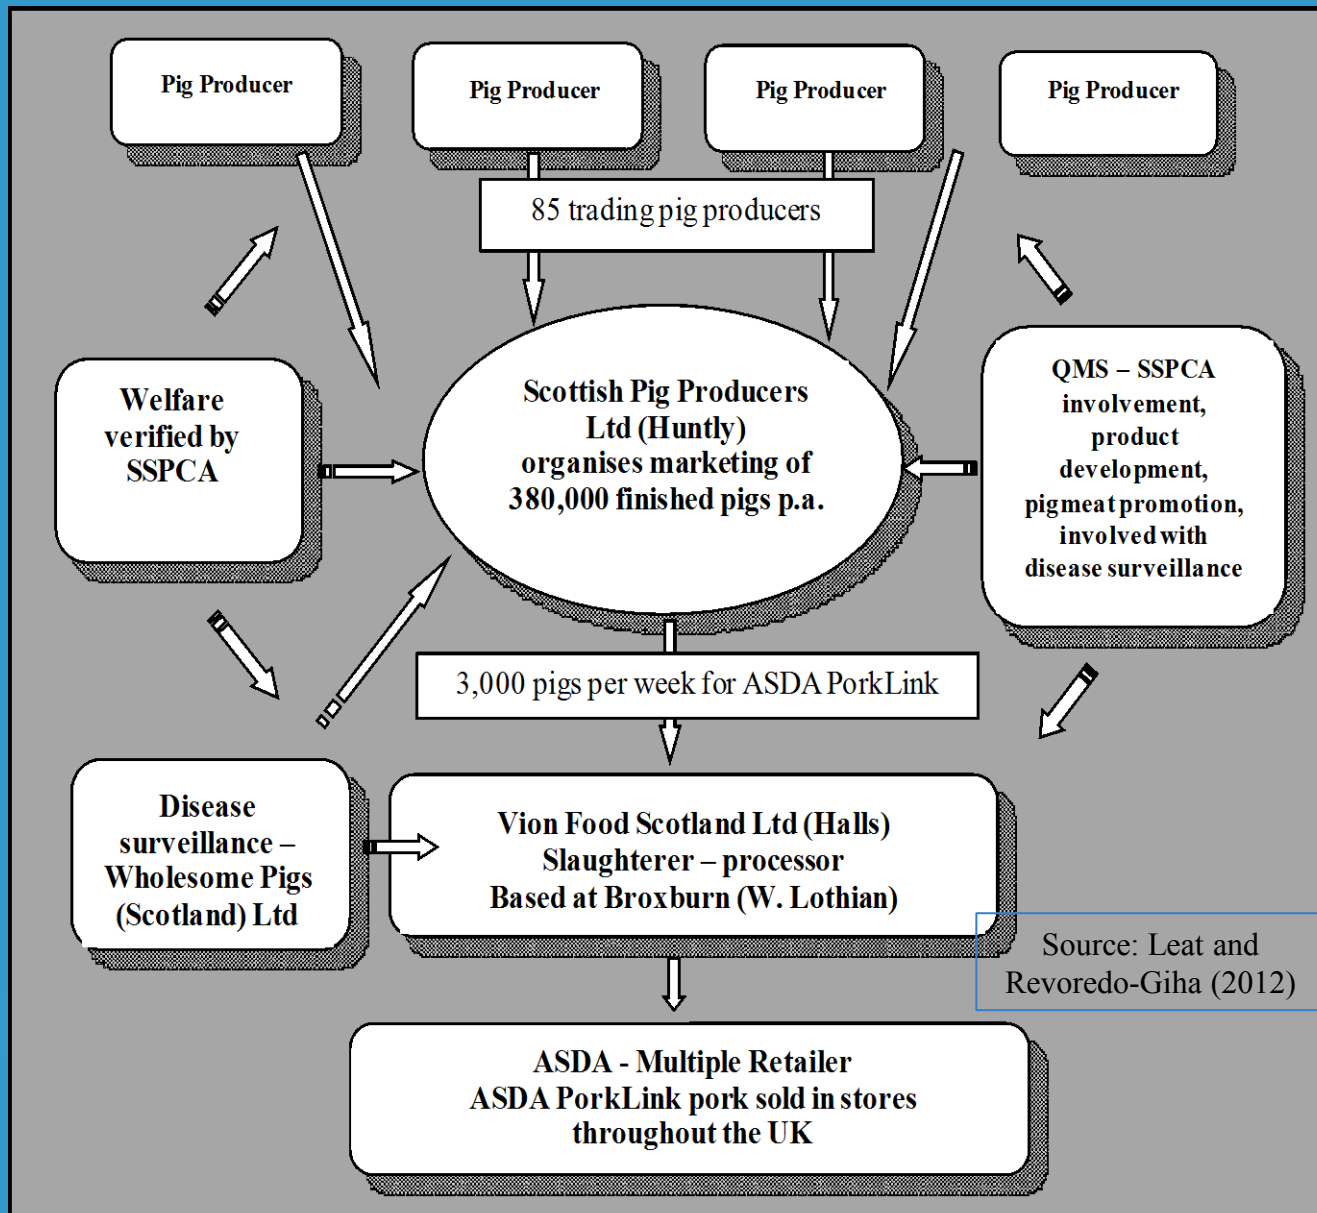 Pig Producer
Pig Producer
Pig Producer
Pig Producer
85 trading pig producers
Welfare
verified by
SSPCA
Scottish Pig Producers
Ltd (Huntly)
organises marketing of
380,000 finished pigs p.a.
QMS – SSPCA
involvement,
product
development,
pigmeat promotion,
involved with
disease surveillance
3,000 pigs per week for ASDA PorkLink
Disease
surveillance –
Wholesome Pigs
(Scotland) Ltd
Vion Food Scotland Ltd (Halls)
Slaughterer – processor
Based at Broxburn (W. Lothian)
Source: Leat and
Revoredo-Giha (2012)
ASDA - Multiple Retailer
ASDA PorkLink pork sold in stores
throughout the UK